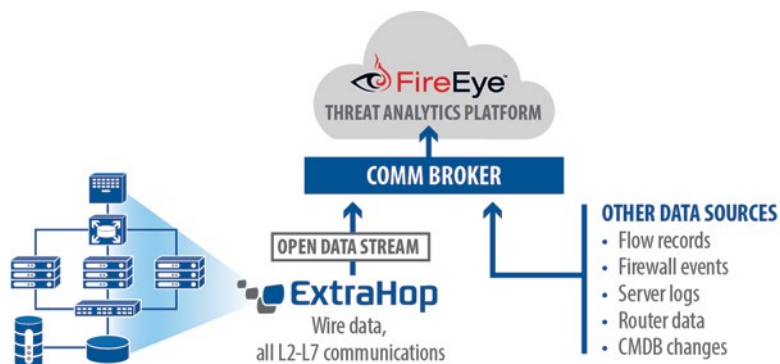 FireEye™
THREAT ANALYTICS PLATFORM
COMM BROKER
OPEN DATA STREAM
ExtraHop
Wire data,
all L2-L7 communications
OTHER DATA SOURCES
• Flow records
• Firewall events
• Server logs
• Router data
• CMDB changes